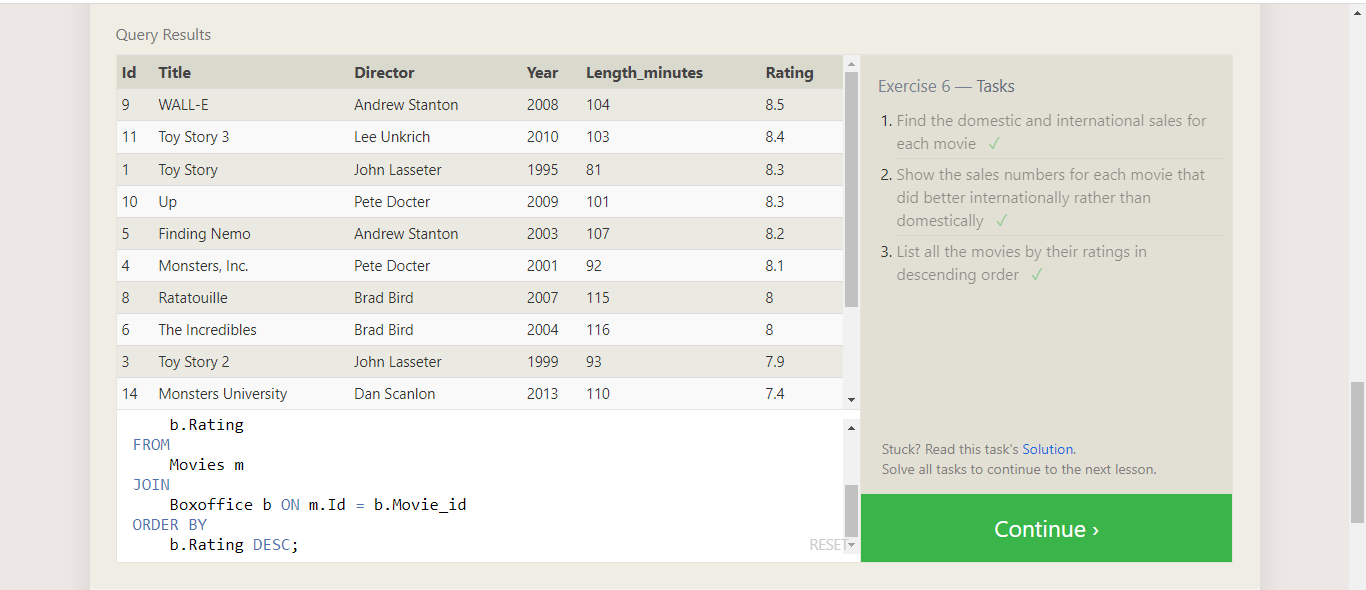 Query Results
Id Title Director Year Length_minutes Rating
9 WALL-E Andrew Stanton 2008 104 8.5
11 Toy Story 3 Lee Unkrich 2010 103 8.4
1 Toy Story John Lasseter 1995 81 8.3
10 Up Pete Docter 2009 101 8.3
5 Finding Nemo Andrew Stanton 2003 107 8.2
4 Monsters, Inc. Pete Docter 2001 92 8.1
8 Ratatouille Brad Bird 2007 115 8
6 The Incredibles Brad Bird 2004 116 8
3 Toy Story 2 John Lasseter 1999 93 7.9
14 Monsters University Dan Scanlon 2013 110 7.4
b.Rating
FROM
Movies m
JOIN
Boxoffice b ON m.Id = b.Movie_id
ORDER BY
b.Rating DESC;
RESET
Exercise 6 — Tasks
1. Find the domestic and international sales for
each movie ✓
2. Show the sales numbers for each movie that
did better internationally rather than
domestically ✓
3. List all the movies by their ratings in
descending order ✓
Stuck? Read this task's Solution.
Solve all tasks to continue to the next lesson.
Continue ›